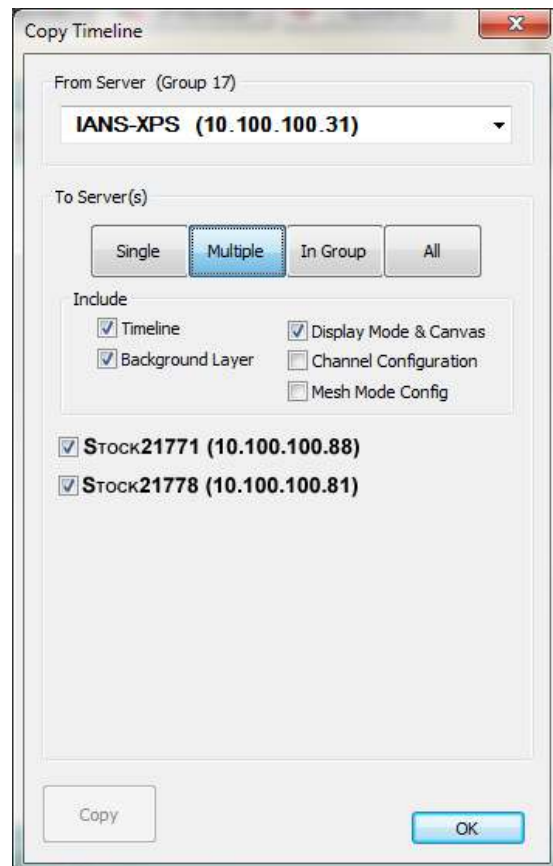 Copy Timeline
From Server (Group 17)
IANS-XPS (10.100.100.31)
To Server(s)
Single Multiple In Group All
Include
Timeline Display Mode & Canvas
Background Layer Channel Configuration
Mesh Mode Config
STOCK21771 (10.100.100.88)
STOCK21778 (10.100.100.81)
Copy OK